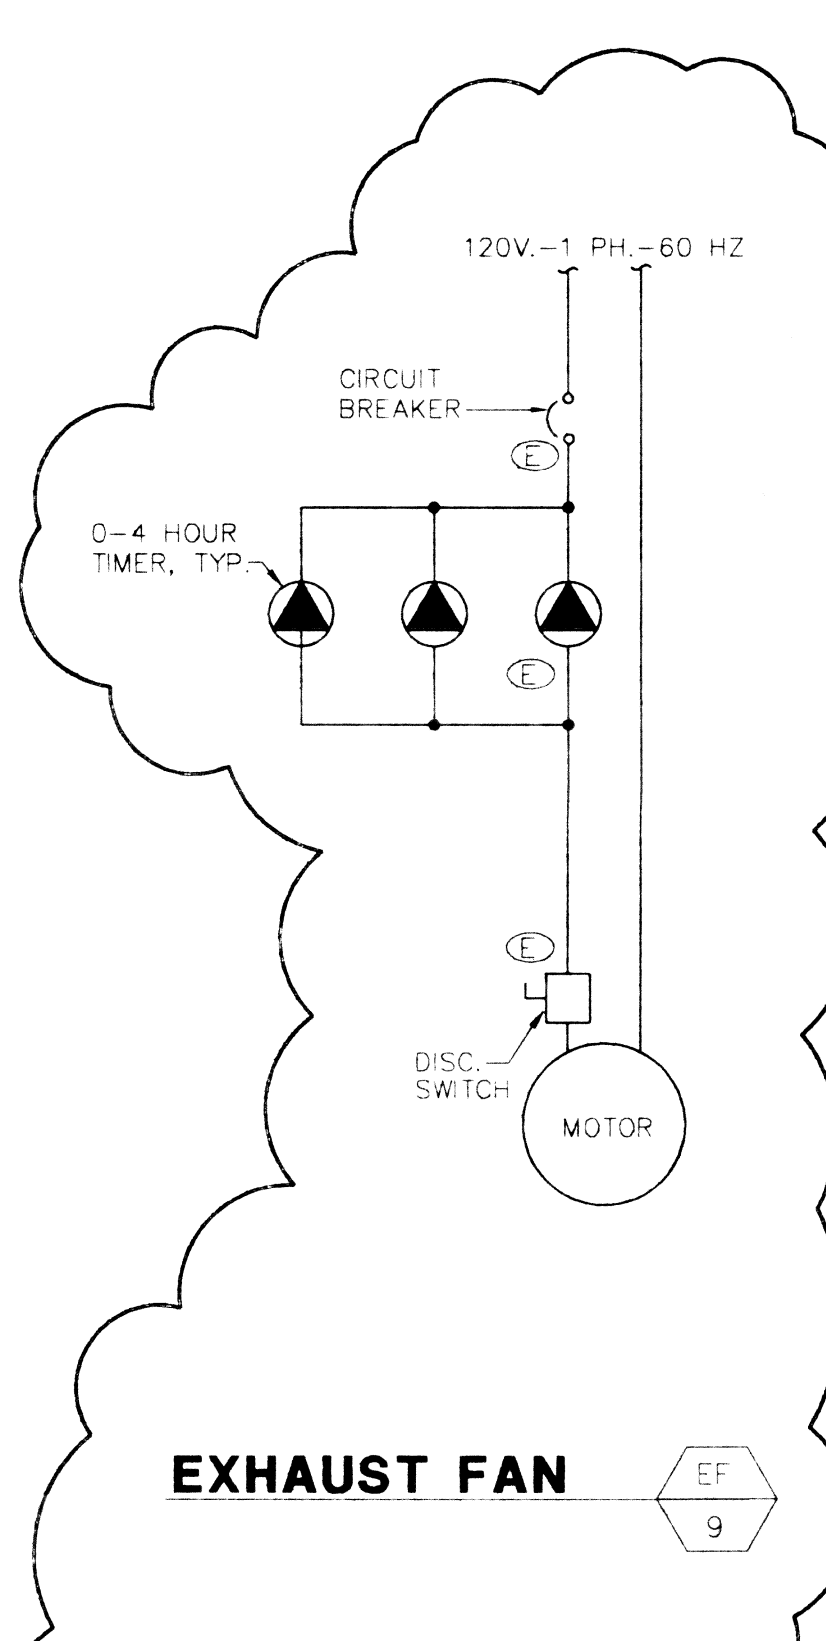 120V.-1 PH.-60 HZ
CIRCUIT
BREAKER
E
0-4 HOUR
TIMER, TYP.
E
E
DISC.
SWITCH
MOTOR
EXHAUST FAN
EF
9